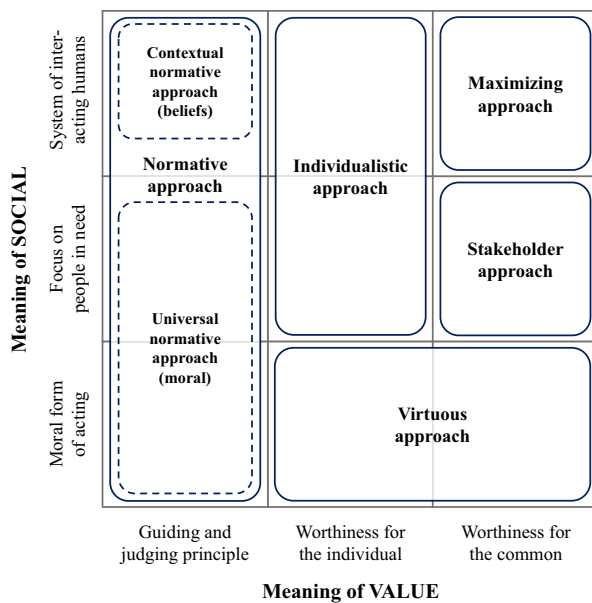 Meaning of SOCIAL
System of inter-
acting humans
Focus on
people in need
Moral form
of acting
Contextual
normative
approach
(beliefs)
Normative
approach
Universal
normative
approach
(moral)
Individualistic
approach
Maximizing
approach
Stakeholder
approach
Virtuous
approach
Guiding and
judging principle
Worthiness for
the individual
Worthiness for
the common
Meaning of VALUE